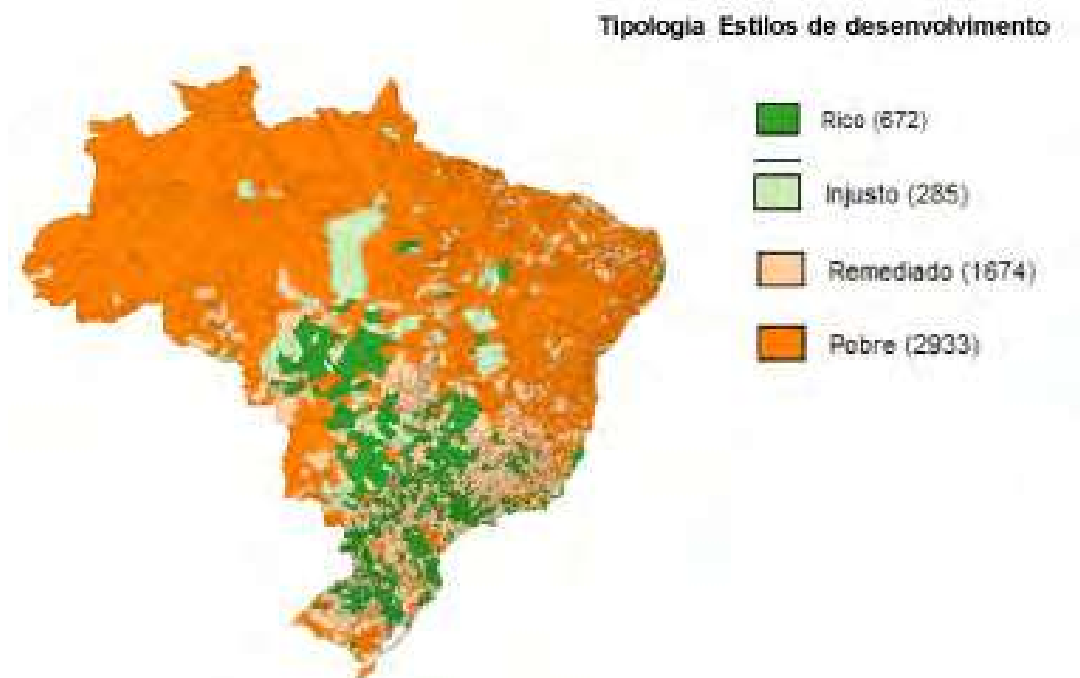 Tipologia Estilos de desenvolvimento
Rico (672)
Injusto (285)
Remediado (1674)
Pobre (2933)